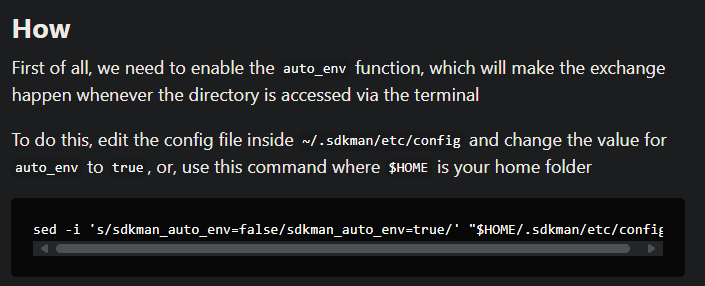 How
First of all, we need to enable the auto_env function, which will make the exchange
happen whenever the directory is accessed via the terminal
To do this, edit the config file inside ~/.sdkman/etc/config and change the value for
auto_env to true, or, use this command where $HOME is your home folder
sed -i 's/sdkman_auto_env=false/sdkman_auto_env=true/' "$HOME/.sdkman/etc/config